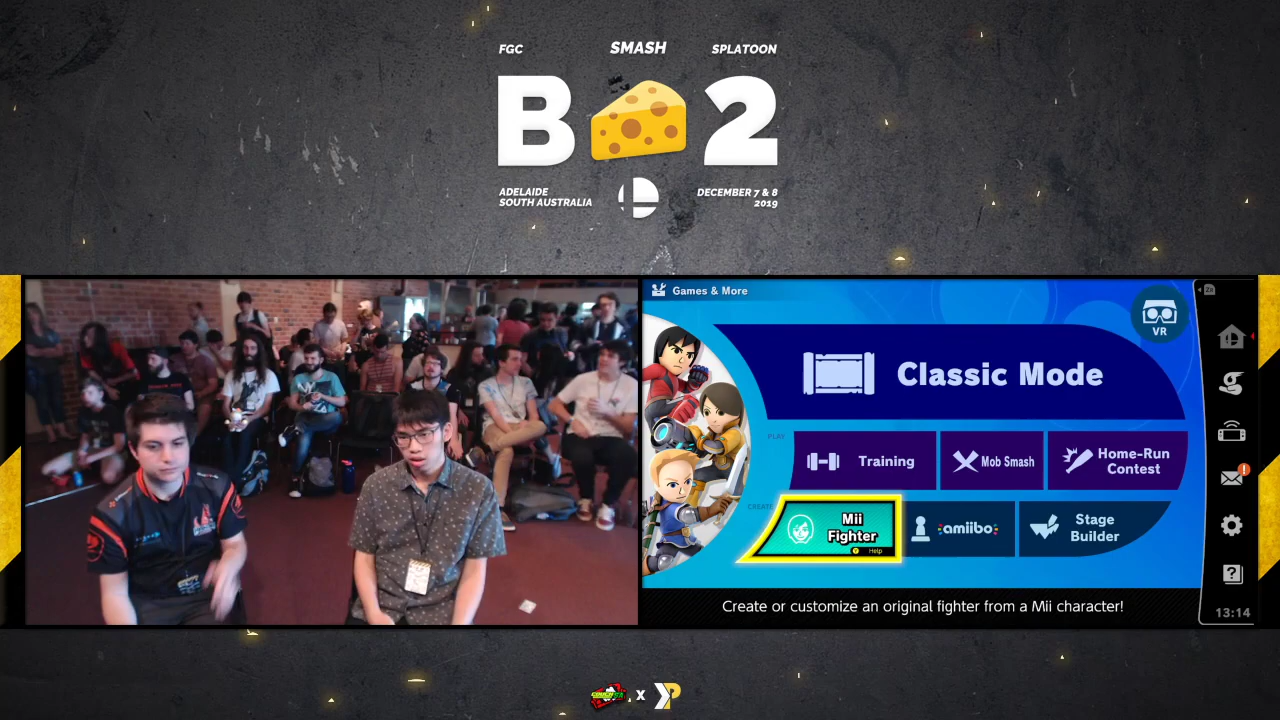 FGC
SMASH
SPLATOON
B 2
ADELAIDE
SOUTH AUSTRALIA
DECEMBER 7 & 8
2019
Games & More
VR
Classic Mode
PLAY
Training
Mob Smash
Home-Run
Contest
CREATE
Mii
Fighter
Help
amiibo
Stage
Builder
Create or customize an original fighter from a Mii character!
13:14
X